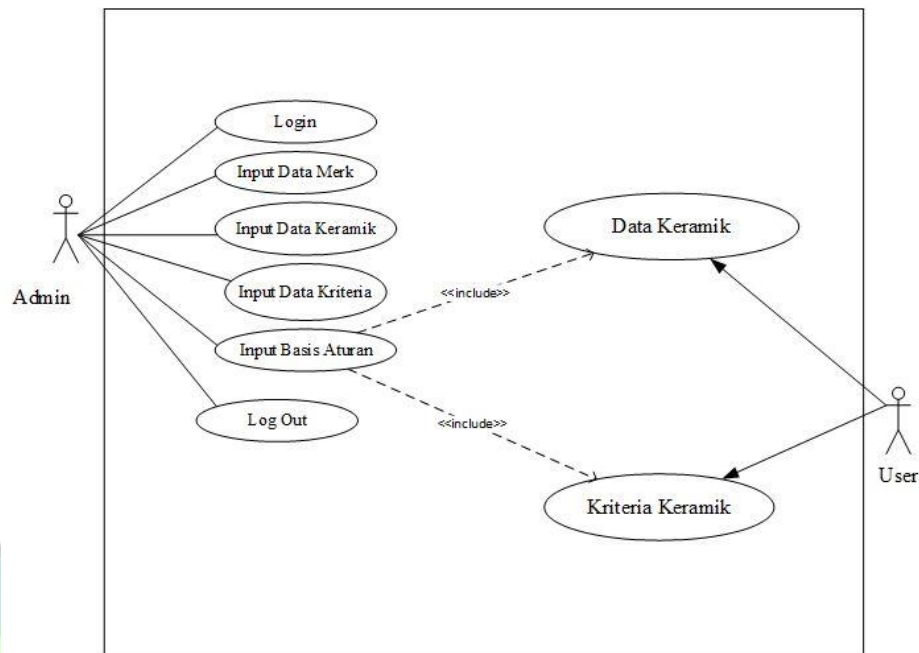 Login
Input Data Merk
Input Data Keramik
Input Data Kriteria
Input Basis Aturan
Log Out
Admin
<<include>>
<<include>>
Data Keramik
Kriteria Keramik
User